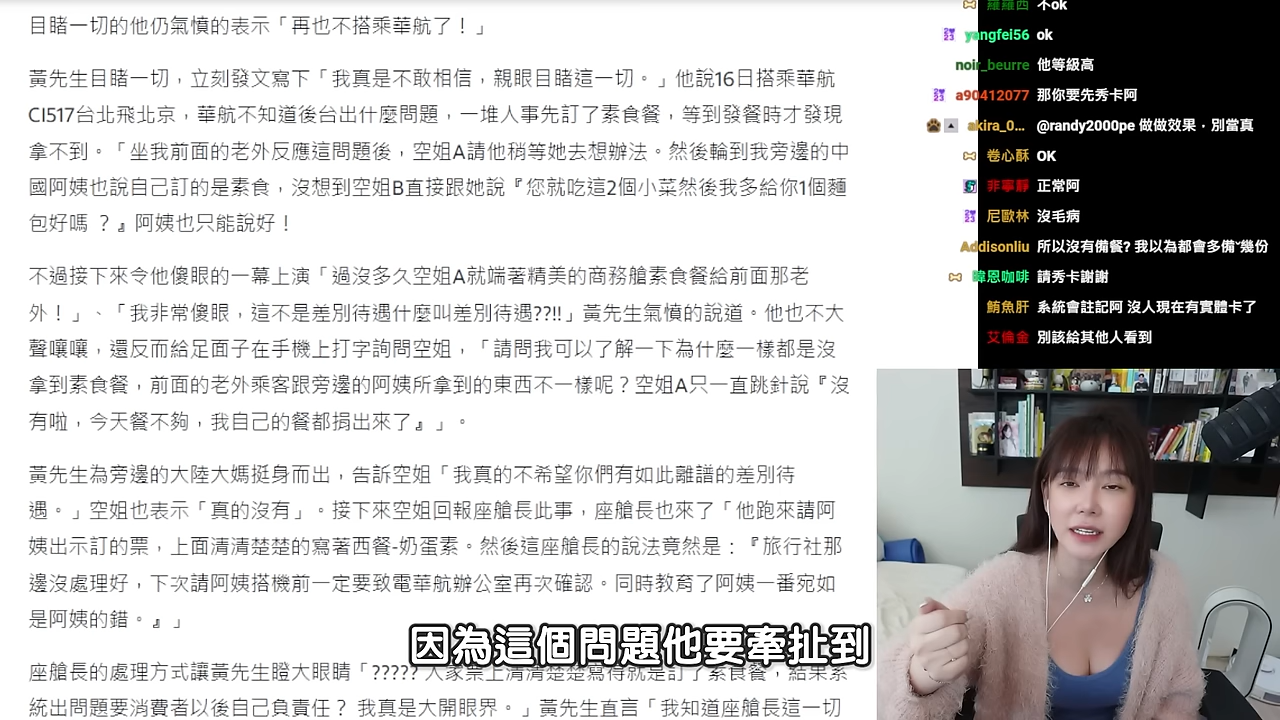 目睹一切的他仍氣憤的表示「再也不搭乘華航了！」
黃先生目睹一切，立刻發文寫下「我真是不敢相信，親眼目睹這一切。」他說16日搭乘華航
CI517台北飛北京，華航不知道後台出什麼問題，一堆人事先訂了素食餐，等到發餐時才發現
拿不到。「坐我前面的老外反應這問題後，空姐A請他稍等她去想辦法。然後輪到我旁邊的中
國阿姨也說自己訂的是素食，沒想到空姐B直接跟她說『您就吃這2個小菜然後我多給你1個麵
包好嗎 ？』阿姨也只能說好！
不過接下來令他傻眼的一幕上演「過沒多久空姐A就端著精美的商務艙素食餐給前面那老
外！」、「我非常傻眼，這不是差別待遇什麼叫差別待遇??!!」黃先生氣憤的說道。他也不大
聲嚷嚷，還反而給足面子在手機上打字詢問空姐，「請問我可以了解一下為什麼一樣都是沒
拿到素食餐，前面的老外乘客跟旁邊的阿姨所拿到的東西不一樣呢？空姐A只一直跳針說『沒
有啦，今天餐不夠，我自己的餐都捐出來了』」。
黃先生為旁邊的大陸大媽挺身而出，告訴空姐「我真的不希望你們有如此離譜的差別待
遇。」空姐也表示「真的沒有」。接下來空姐回報座艙長此事，座艙長也來了「他跑來請阿
姨出示訂的票，上面清清楚楚的寫著西餐-奶蛋素。然後這座艙長的說法竟然是：『旅行社那
邊沒處理好，下次請阿姨搭機前一定要致電華航辦公室再次確認。同時教育了阿姨一番宛如
是阿姨的錯。』」
座艙長的處理方式讓黃先生瞪大眼睛「????? 人家票上清清楚楚寫得就是訂了素食餐，結果系
統出問題要消費者以後自己負責任？ 我真是大開眼界。」黃先生直言「我知道座艙長這一切
因為這個問題他要牽扯到
羅羅西 不ok
yangfei56 ok
noir_beurre 他等級高
a90412077 那你要先秀卡阿
akira_0... @randy2000pe 做做效果．別當真
卷心酥 OK
非寧靜 正常阿
尼歐林 沒毛病
Addisonliu 所以沒有備餐? 我以為都會多備ˇ幾份
暐恩咖啡 請秀卡謝謝
鮪魚肝 系統會註記阿 沒人現在有實體卡了
艾倫金 別該給其他人看到